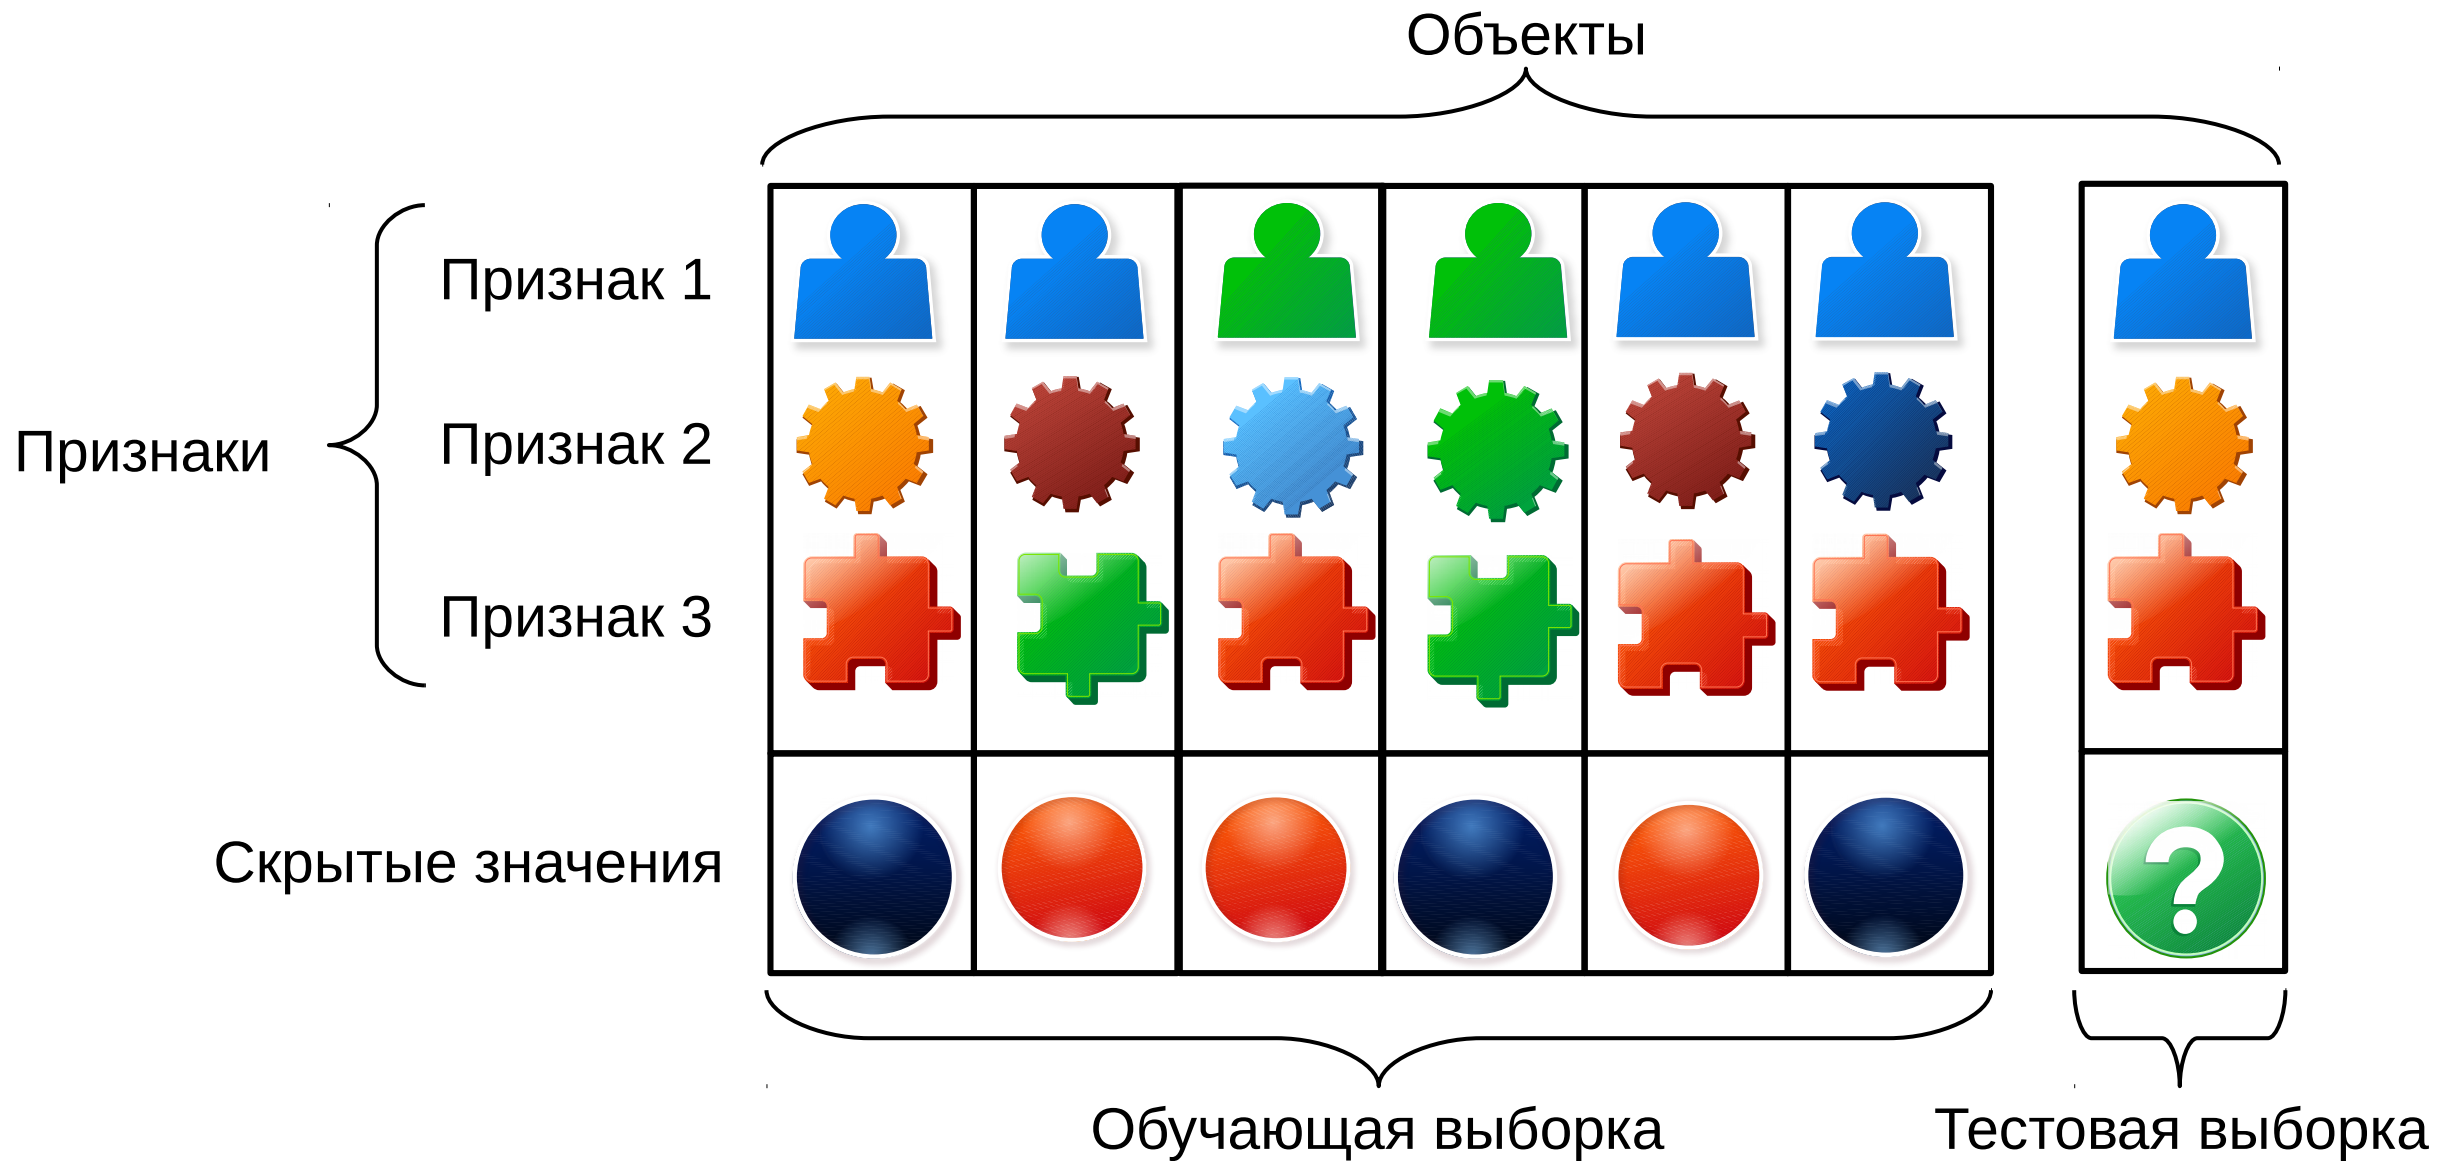 Объекты
Признак 1
Признаки
Признак 2
Признак 3
Скрытые значения
?
Обучающая выборка
Тестовая выборка